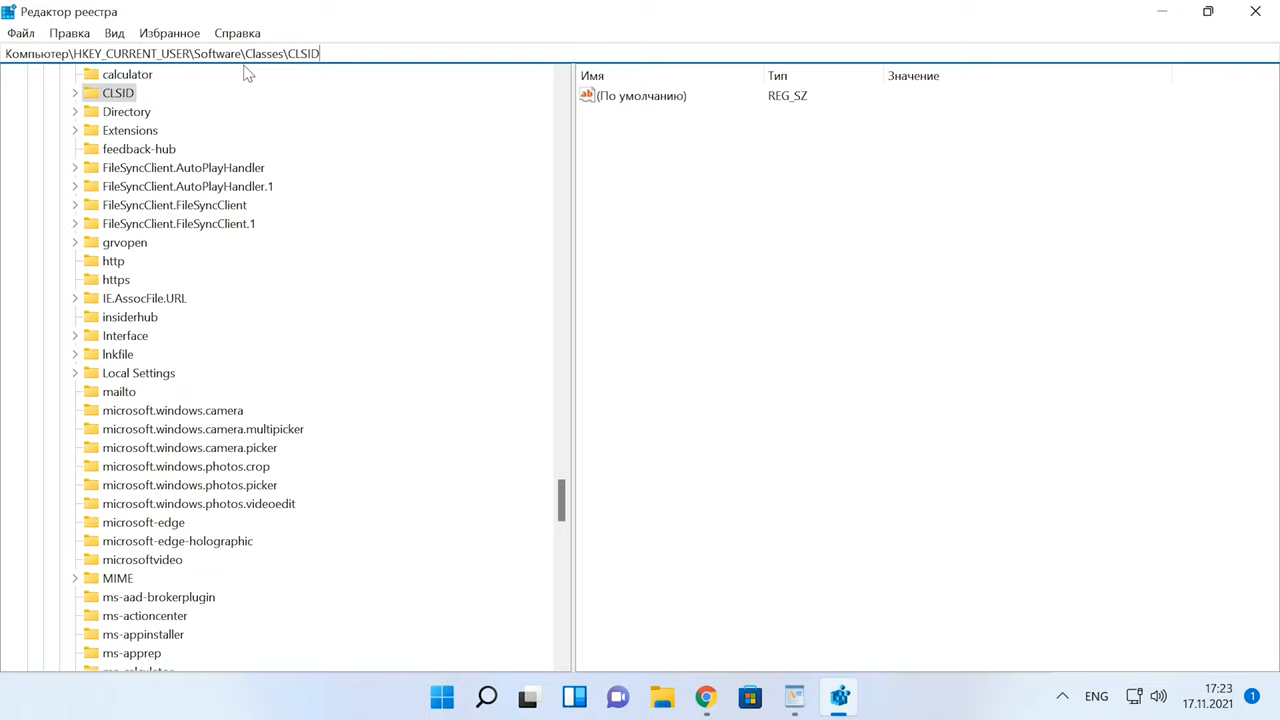 Редактор реестра
Файл Правка Вид Избранное Справка
Компьютер\HKEY_CURRENT_USER\Software\Classes\CLSID
calculator
CLSID
Directory
Extensions
feedback-hub
FileSyncClient.AutoPlayHandler
FileSyncClient.AutoPlayHandler.1
FileSyncClient.FileSyncClient
FileSyncClient.FileSyncClient.1
grvopen
http
https
IE.AssocFile.URL
insiderhub
Interface
lnkfile
Local Settings
mailto
microsoft.windows.camera
microsoft.windows.camera.multipicker
microsoft.windows.camera.picker
microsoft.windows.photos.crop
microsoft.windows.photos.picker
microsoft.windows.photos.videoedit
microsoft-edge
microsoft-edge-holographic
microsoftvideo
MIME
ms-aad-brokerplugin
ms-actioncenter
ms-appinstaller
ms-apprep
Имя Тип Значение
ab (По умолчанию) REG_SZ
ENG
17:23
17.11.2021
1